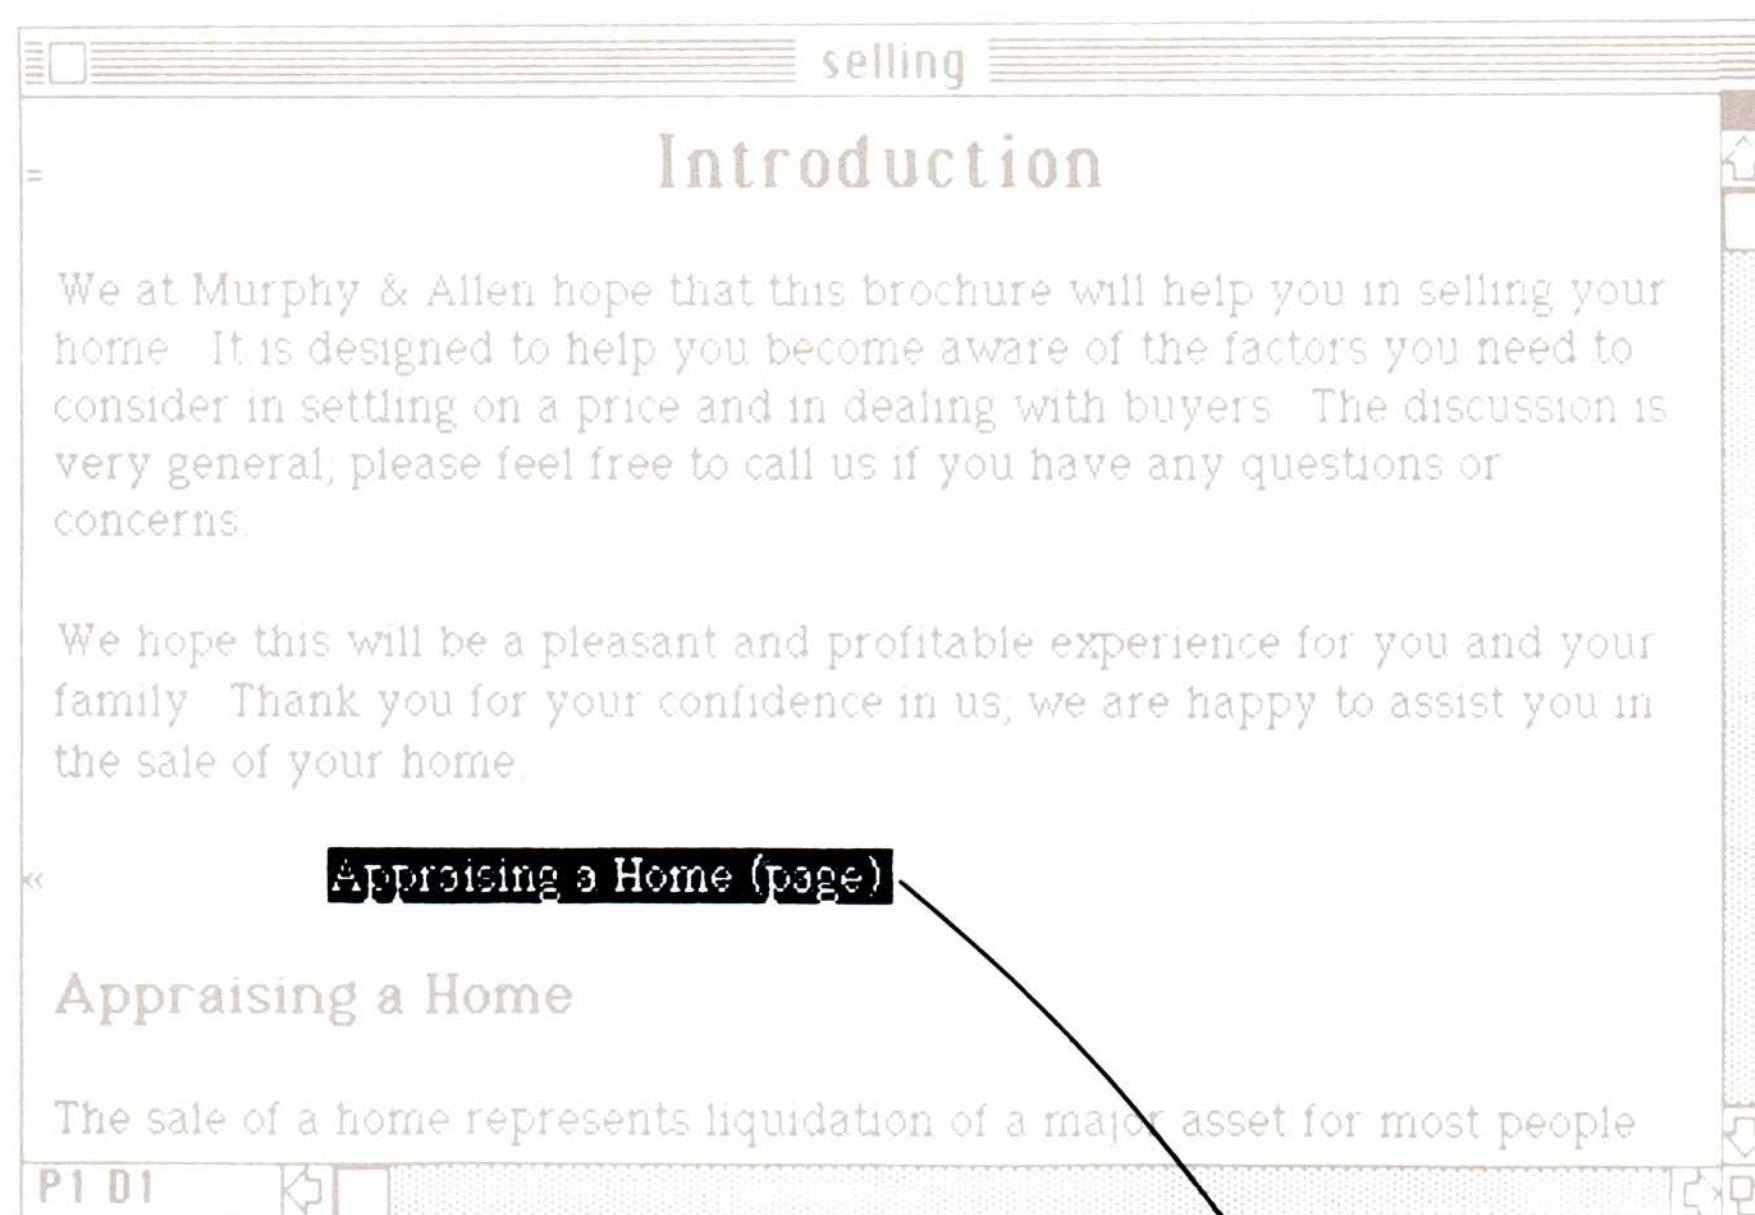 selling
Introduction
=
We at Murphy & Allen hope that this brochure will help you in selling your
home. It is designed to help you become aware of the factors you need to
consider in settling on a price and in dealing with buyers. The discussion is
very general; please feel free to call us if you have any questions or
concerns.
We hope this will be a pleasant and profitable experience for you and your
family. Thank you for your confidence in us; we are happy to assist you in
the sale of your home.
«
Appraising a Home (page)
Appraising a Home
The sale of a home represents liquidation of a major asset for most people.
P1 D1